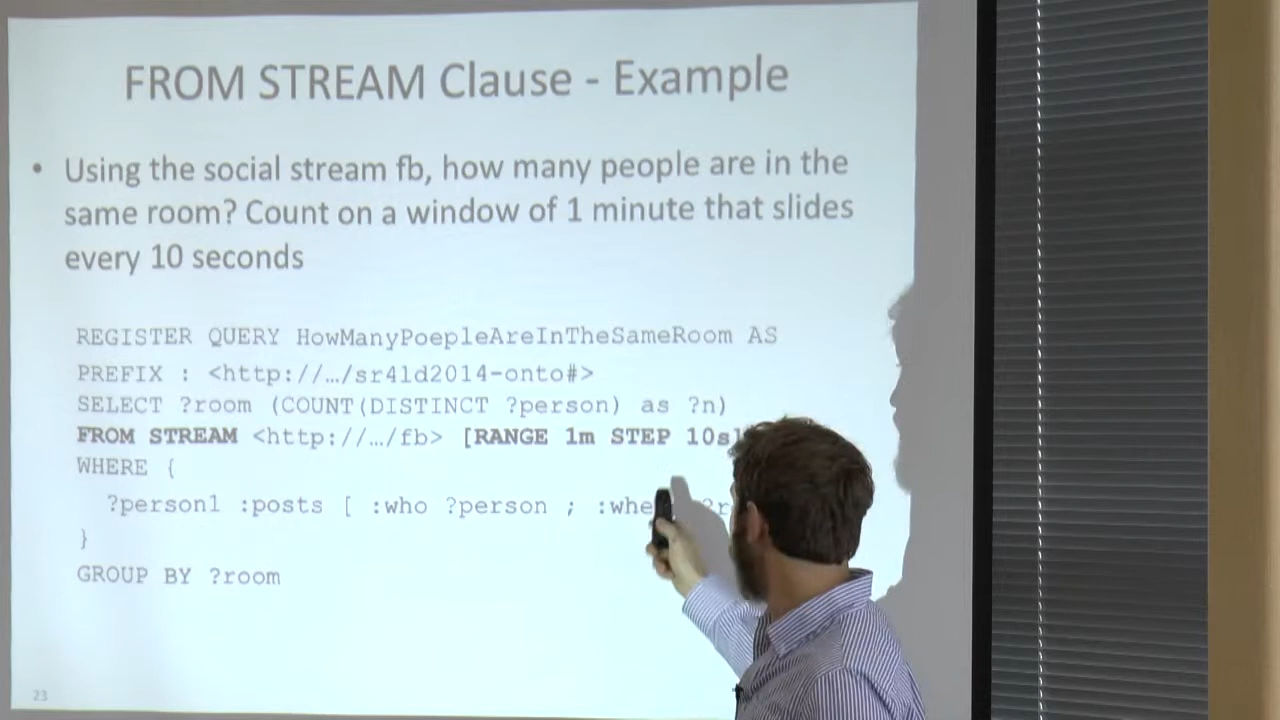 FROM STREAM Clause - Example
• Using the social stream fb, how many people are in the
same room? Count on a window of 1 minute that slides
every 10 seconds
REGISTER QUERY HowManyPoepleAreInTheSameRoom AS
PREFIX : <http://…/sr4ld2014-onto#>
SELECT ?room (COUNT(DISTINCT ?person) as ?n)
FROM STREAM <http://…/fb> [RANGE 1m STEP 10s]
WHERE {
?person1 :posts [ :who ?person ;
}
GROUP BY ?room
23